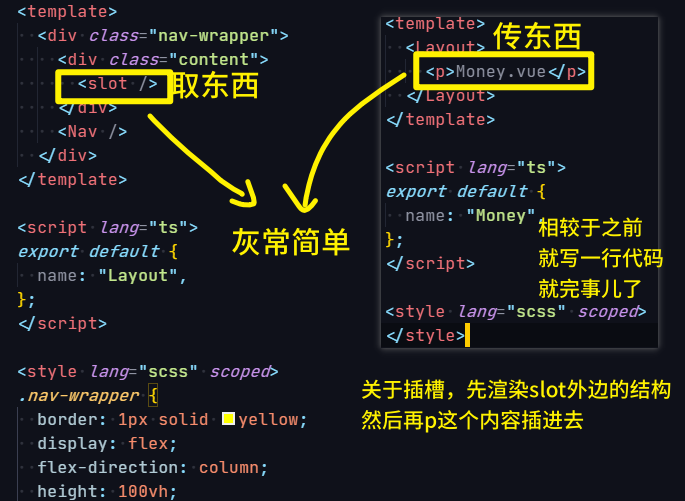 <template>
<div class="nav-wrapper">
<div class="content">
<slot />
取东西
</div>
<Nav />
</div>
</template>
<script lang="ts">
export default {
name: "Layout",
};
</script>
<style lang="scss" scoped>
.nav-wrapper {
border: 1px solid yellow;
display: flex;
flex-direction: column;
height: 100vh;
灰常简单
<template>
<Layout>
传东西
<p>Money.vue</p>
</Layout>
</template>
<script lang="ts">
export default {
name: "Money",
};
</script>
<style lang="scss" scoped>
</style>
相较于之前
就写一行代码
就完事儿了
关于插槽，先渲染slot外边的结构
然后再p这个内容插进去